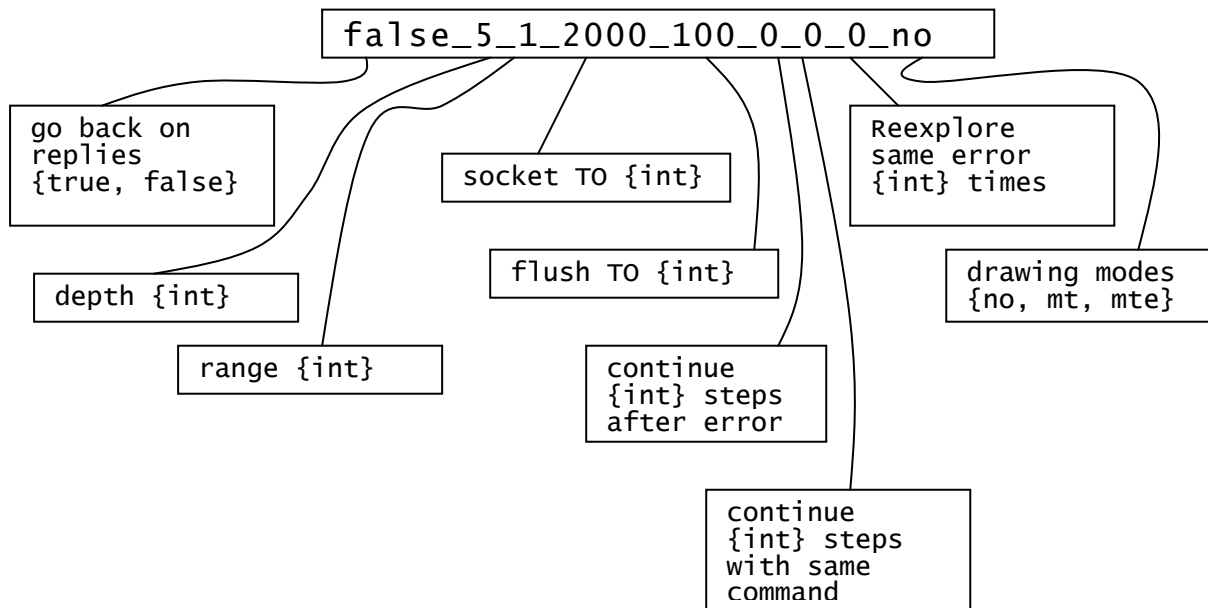 false_5_1_2000_100_0_0_0_no
go back on
replies
{true, false}
depth {int}
range {int}
socket TO {int}
flush TO {int}
continue
{int} steps
after error
continue
{int} steps
with same
command
Reexplore
same error
{int} times
drawing modes
{no, mt, mte}